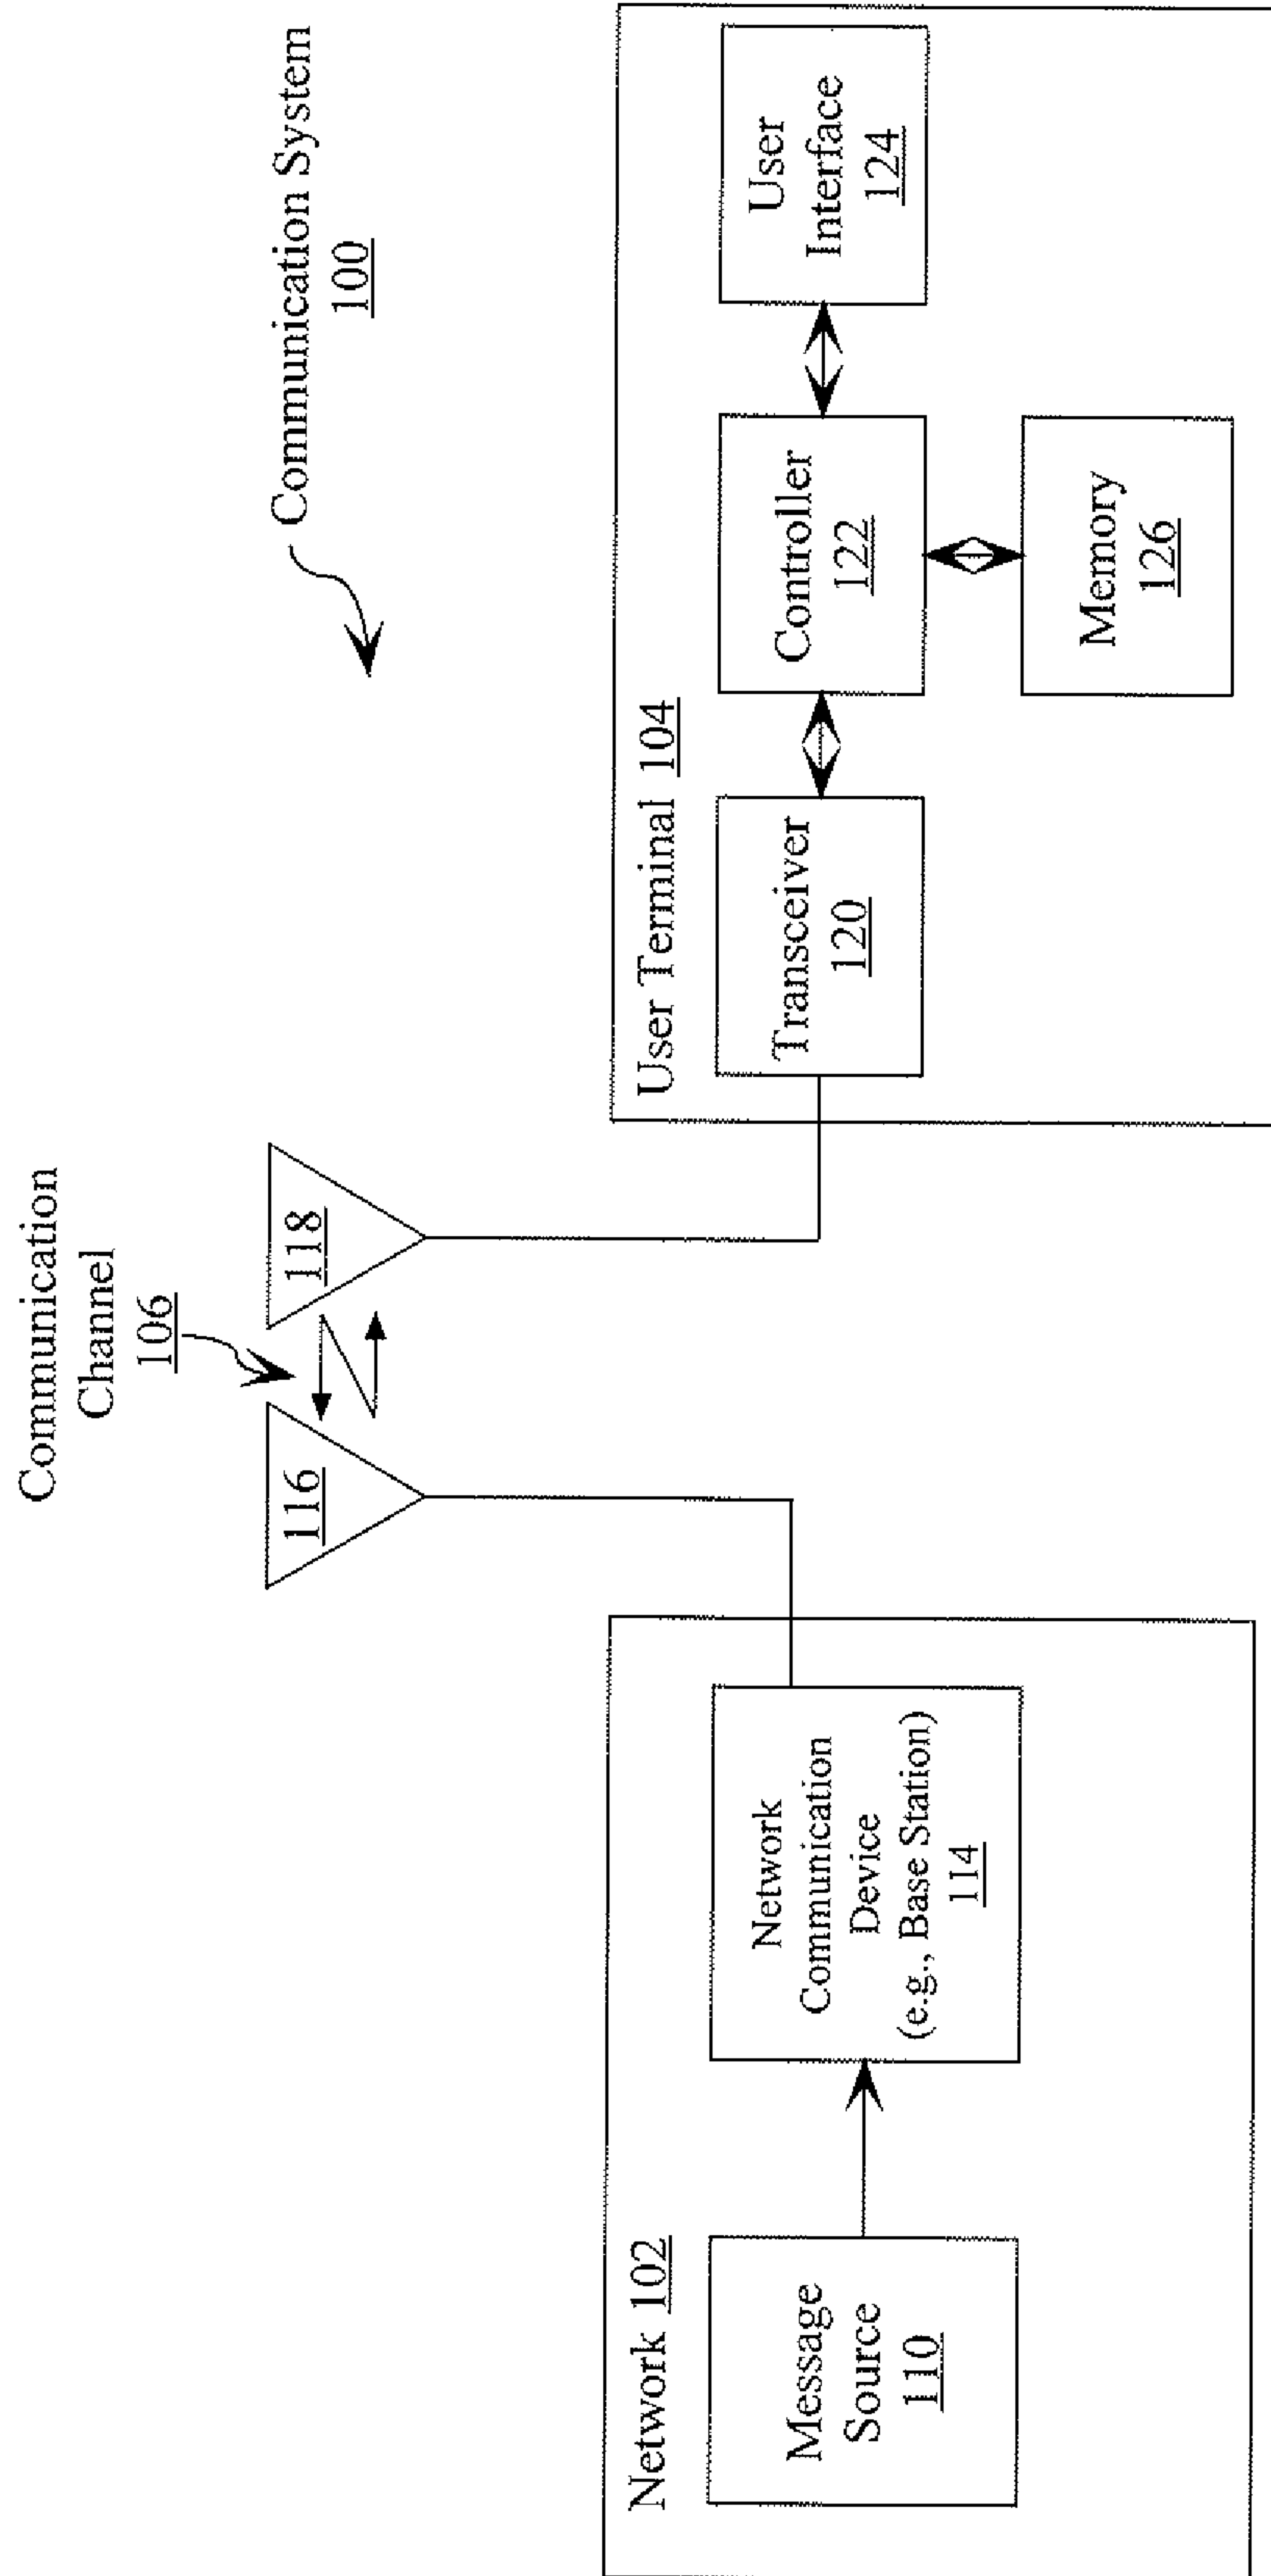 Communication System
100
Communication
Channel
106
116
118
Network 102
Message
Source
110
Network
Communication
Device
(e.g., Base Station)
114
User Terminal 104
Transceiver
120
Controller
122
User
Interface
124
Memory
126